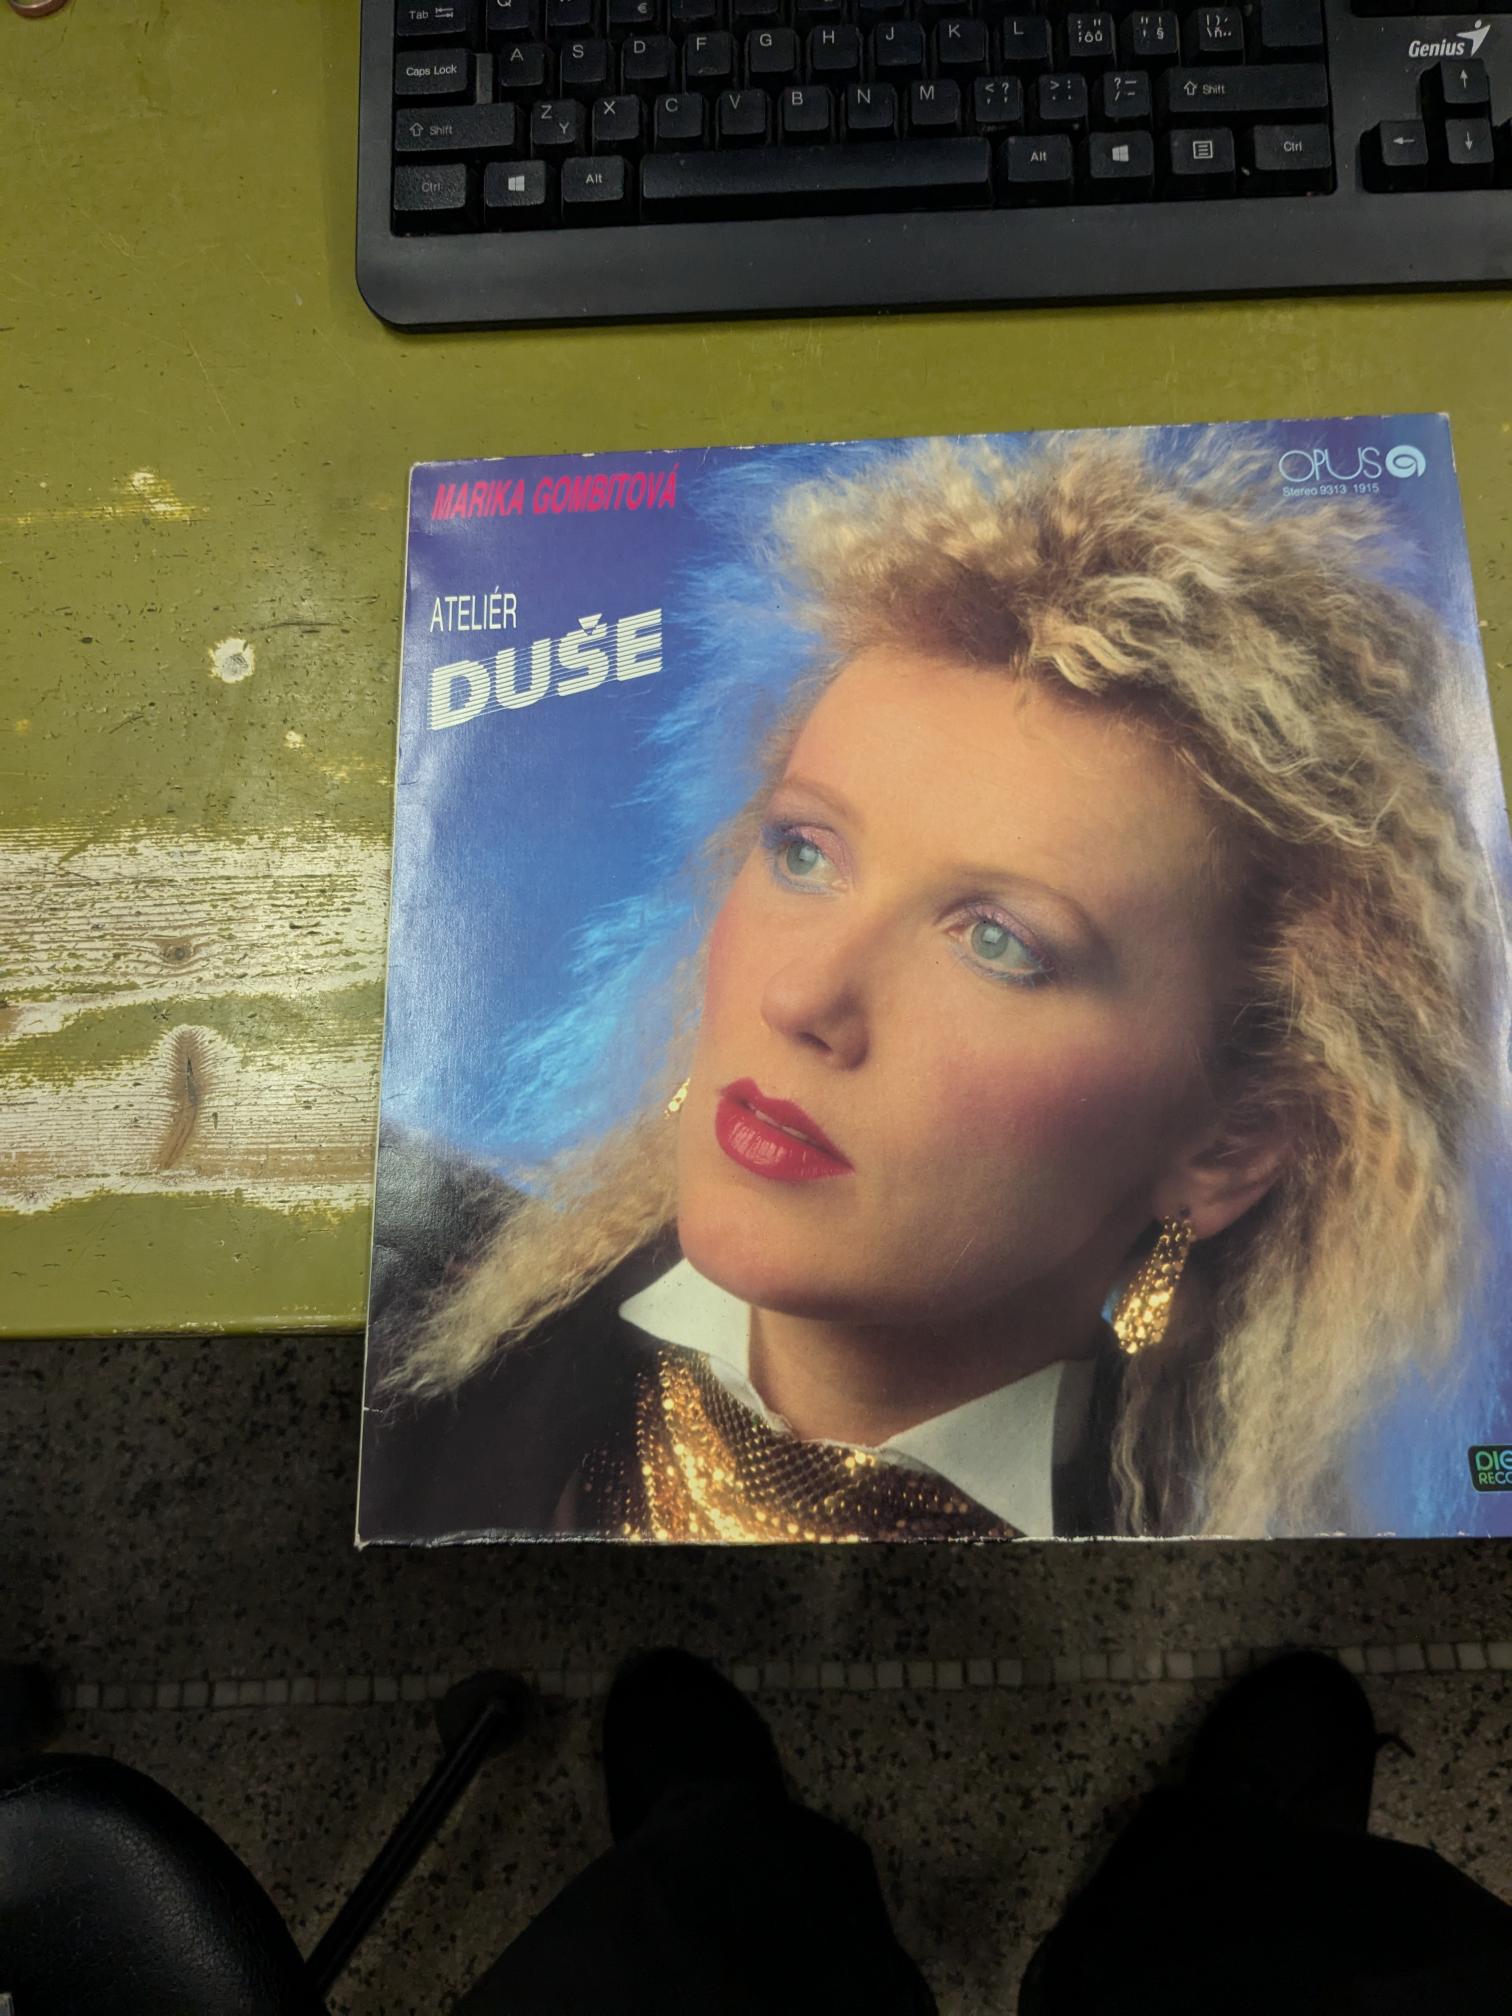 Tab
Q
€
Caps Lock
A S D F G H J K L
Genius
Shift
Z Y X C V B N M
Shift
Ctrl
Alt
Alt
Ctrl
MARIKA GOMBITOVÁ
OPUS
Stereo 9313 1915
ATELIÉR
DUŠE